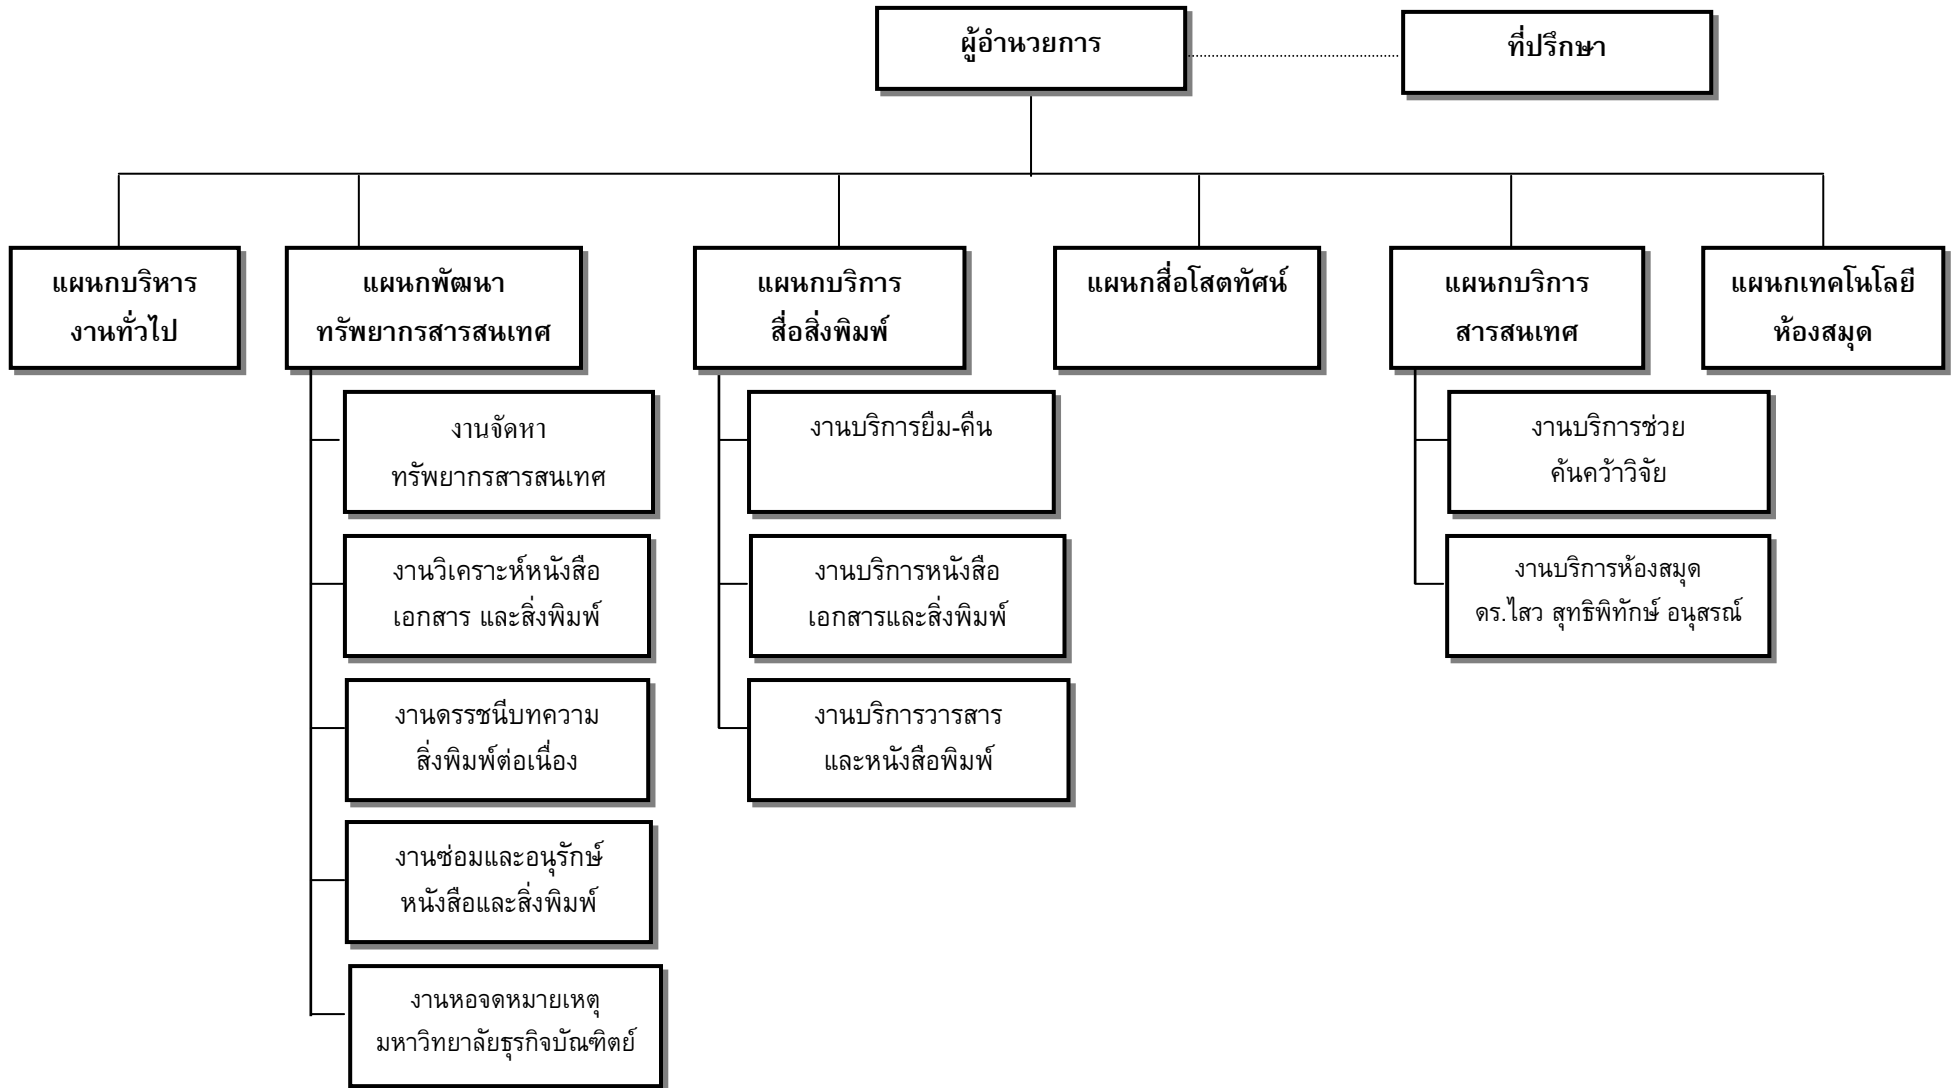 ผู้อำนวยการ
ที่ปรึกษา
แผนกบริหาร
งานทั่วไป
แผนกพัฒนา
ทรัพยากรสารสนเทศ
แผนกบริการ
สื่อสิ่งพิมพ์
แผนกสื่อโสตทัศน์
แผนกบริการ
สารสนเทศ
แผนกเทคโนโลยี
ห้องสมุด
งานจัดหา
ทรัพยากรสารสนเทศ
งานวิเคราะห์หนังสือ
เอกสาร และสิ่งพิมพ์
งานดรรชนีบทความ
สิ่งพิมพ์ต่อเนื่อง
งานซ่อมและอนุรักษ์
หนังสือและสิ่งพิมพ์
งานหอจดหมายเหตุ
มหาวิทยาลัยธุรกิจบัณฑิตย์
งานบริการยืม-คืน
งานบริการหนังสือ
เอกสารและสิ่งพิมพ์
งานบริการวารสาร
และหนังสือพิมพ์
งานบริการช่วย
ค้นคว้าวิจัย
งานบริการห้องสมุด
ดร.ไสว สุทธิพิทักษ์ อนุสรณ์